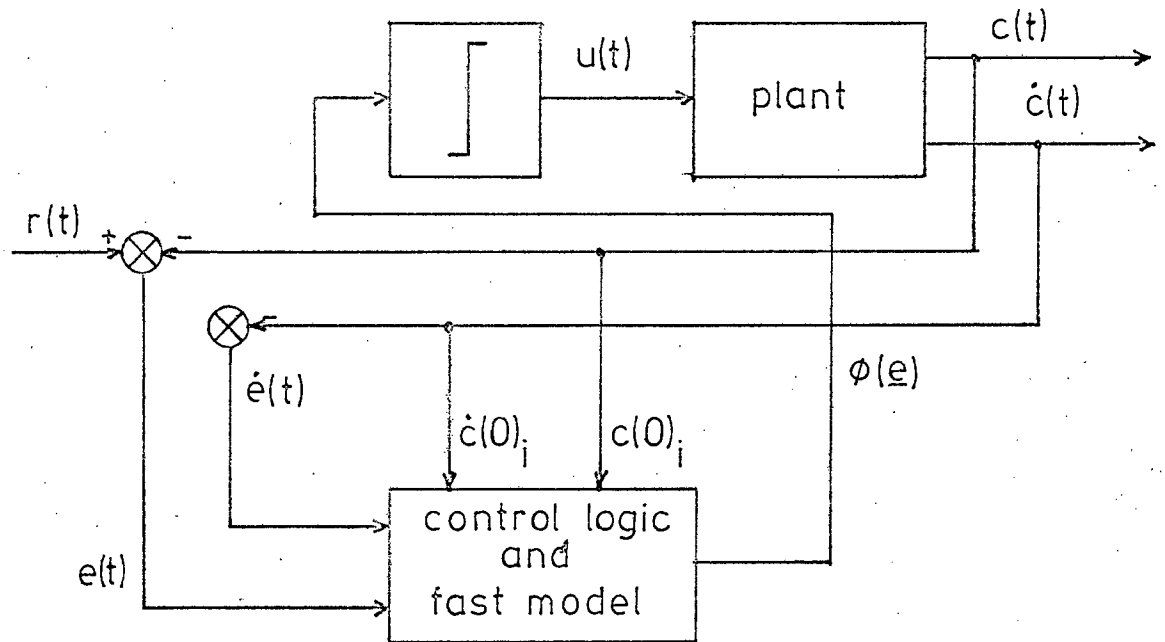 c(t)
u(t)
plant
ċ(t)
r(t)
+
-
-
ė(t)
ϕ(e̲)
ċ(0)ᵢ
c(0)ᵢ
control logic
and
fast model
e(t)